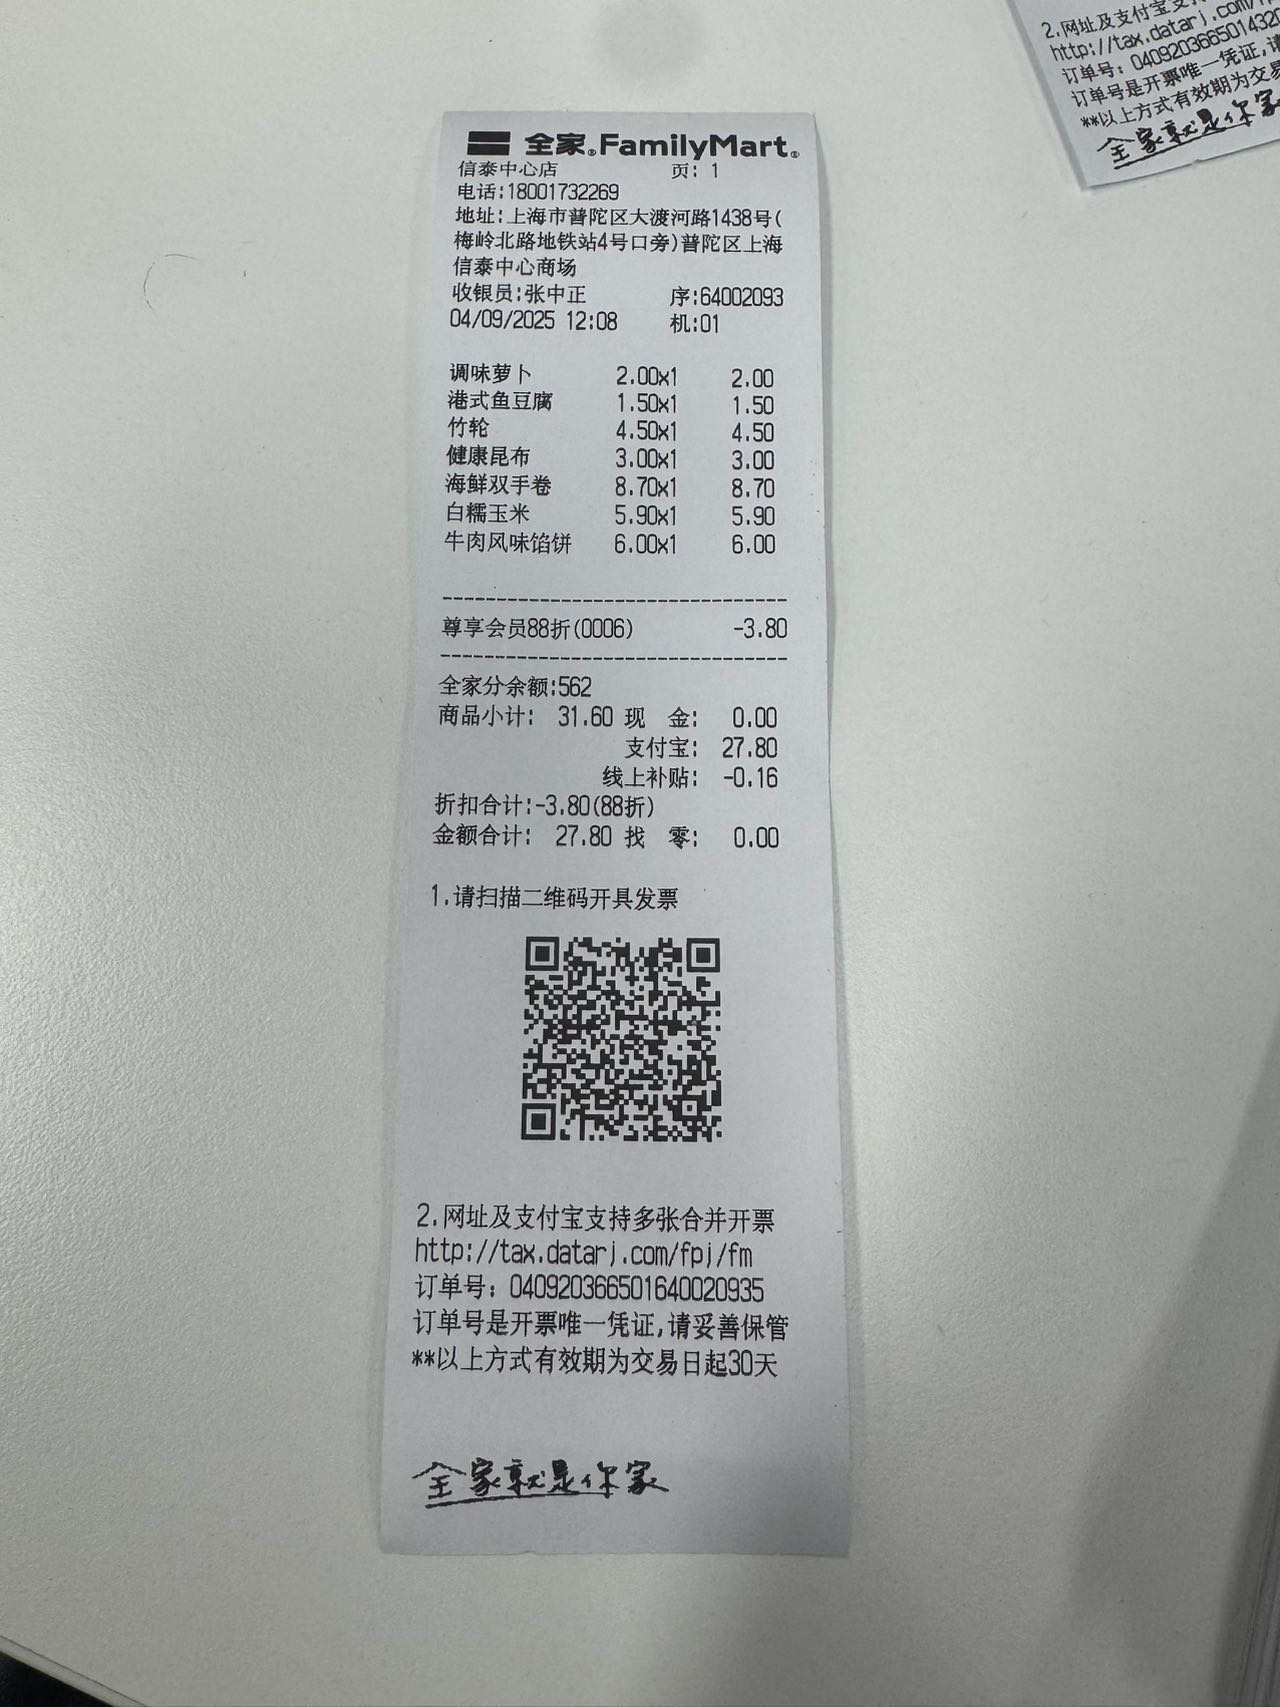 全家®FamilyMart®
信泰中心店 页: 1
电话:18001732269
地址:上海市普陀区大渡河路1438号(
梅岭北路地铁站4号口旁)普陀区上海
信泰中心商场
收银员:张中正 序:64002093
04/09/2025 12:08 机:01
调味萝卜 2.00x1 2.00
港式鱼豆腐 1.50x1 1.50
竹轮 4.50x1 4.50
健康昆布 3.00x1 3.00
海鲜双手卷 8.70x1 8.70
白糯玉米 5.90x1 5.90
牛肉风味馅饼 6.00x1 6.00
--------------------------------
尊享会员88折(0006) -3.80
--------------------------------
全家分余额:562
商品小计: 31.60 现 金: 0.00
支付宝: 27.80
线上补贴: -0.16
折扣合计:-3.80(88折)
金额合计: 27.80 找 零: 0.00
1.请扫描二维码开具发票
2.网址及支付宝支持多张合并开票
http://tax.datarj.com/fpj/fm
订单号: 040920366501640020935
订单号是开票唯一凭证,请妥善保管
**以上方式有效期为交易日起30天
全家就是你家
2.网址及支付宝支
http://tax.datarj.com/
订单号: 04092036650143
订单号是开票唯一凭证,
**以上方式有效期为交
全家就是你家